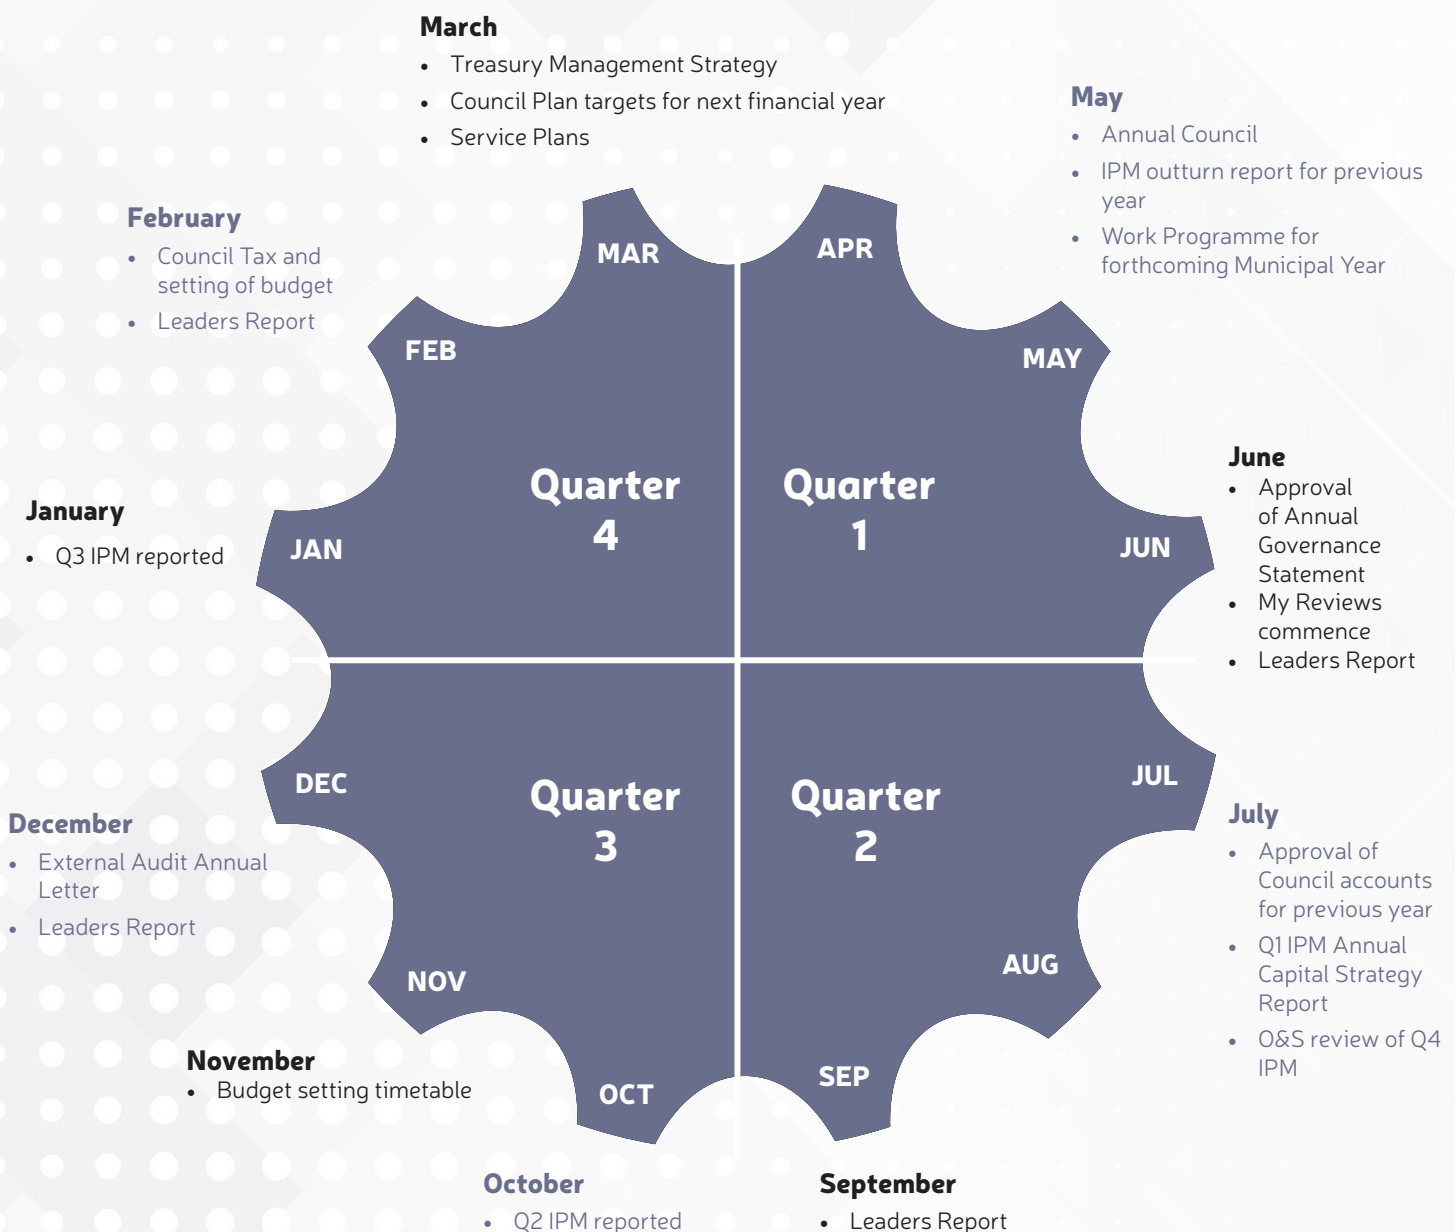 March
• Treasury Management Strategy
• Council Plan targets for next financial year
• Service Plans
May
• Annual Council
• IPM outturn report for previous
year
• Work Programme for
forthcoming Municipal Year
February
• Council Tax and
setting of budget
• Leaders Report
MAR
APR
FEB
MAY
January
• Q3 IPM reported
JAN
Quarter
4
Quarter
1
JUN
June
• Approval
of Annual
Governance
Statement
• My Reviews
commence
• Leaders Report
DEC
Quarter
3
Quarter
2
JUL
December
• External Audit Annual
Letter
• Leaders Report
July
• Approval of
Council accounts
for previous year
• Q1 IPM Annual
Capital Strategy
Report
• O&S review of Q4
IPM
NOV
AUG
November
• Budget setting timetable
OCT
SEP
October
• Q2 IPM reported
September
• Leaders Report